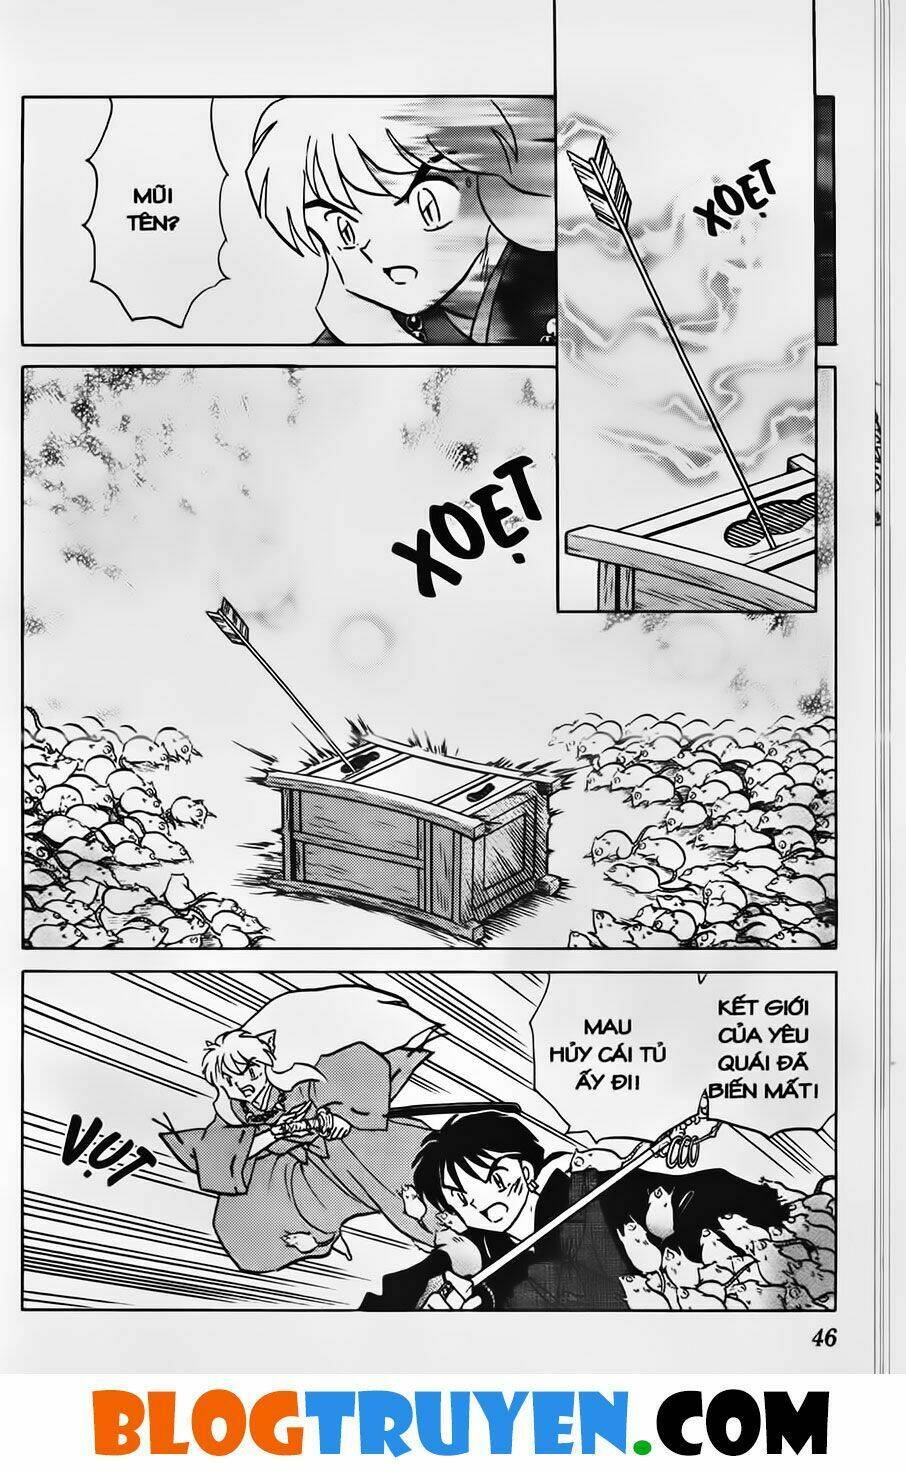 MŨI
TÊN?
XOẸT
XOẸT
KẾT GIỚI
CỦA YÊU
QUÁI ĐÃ
BIẾN MẤT!
MAU
HỦY CÁI TỦ
ẤY ĐI!
VỤT
46
BLOGTRUYEN.COM